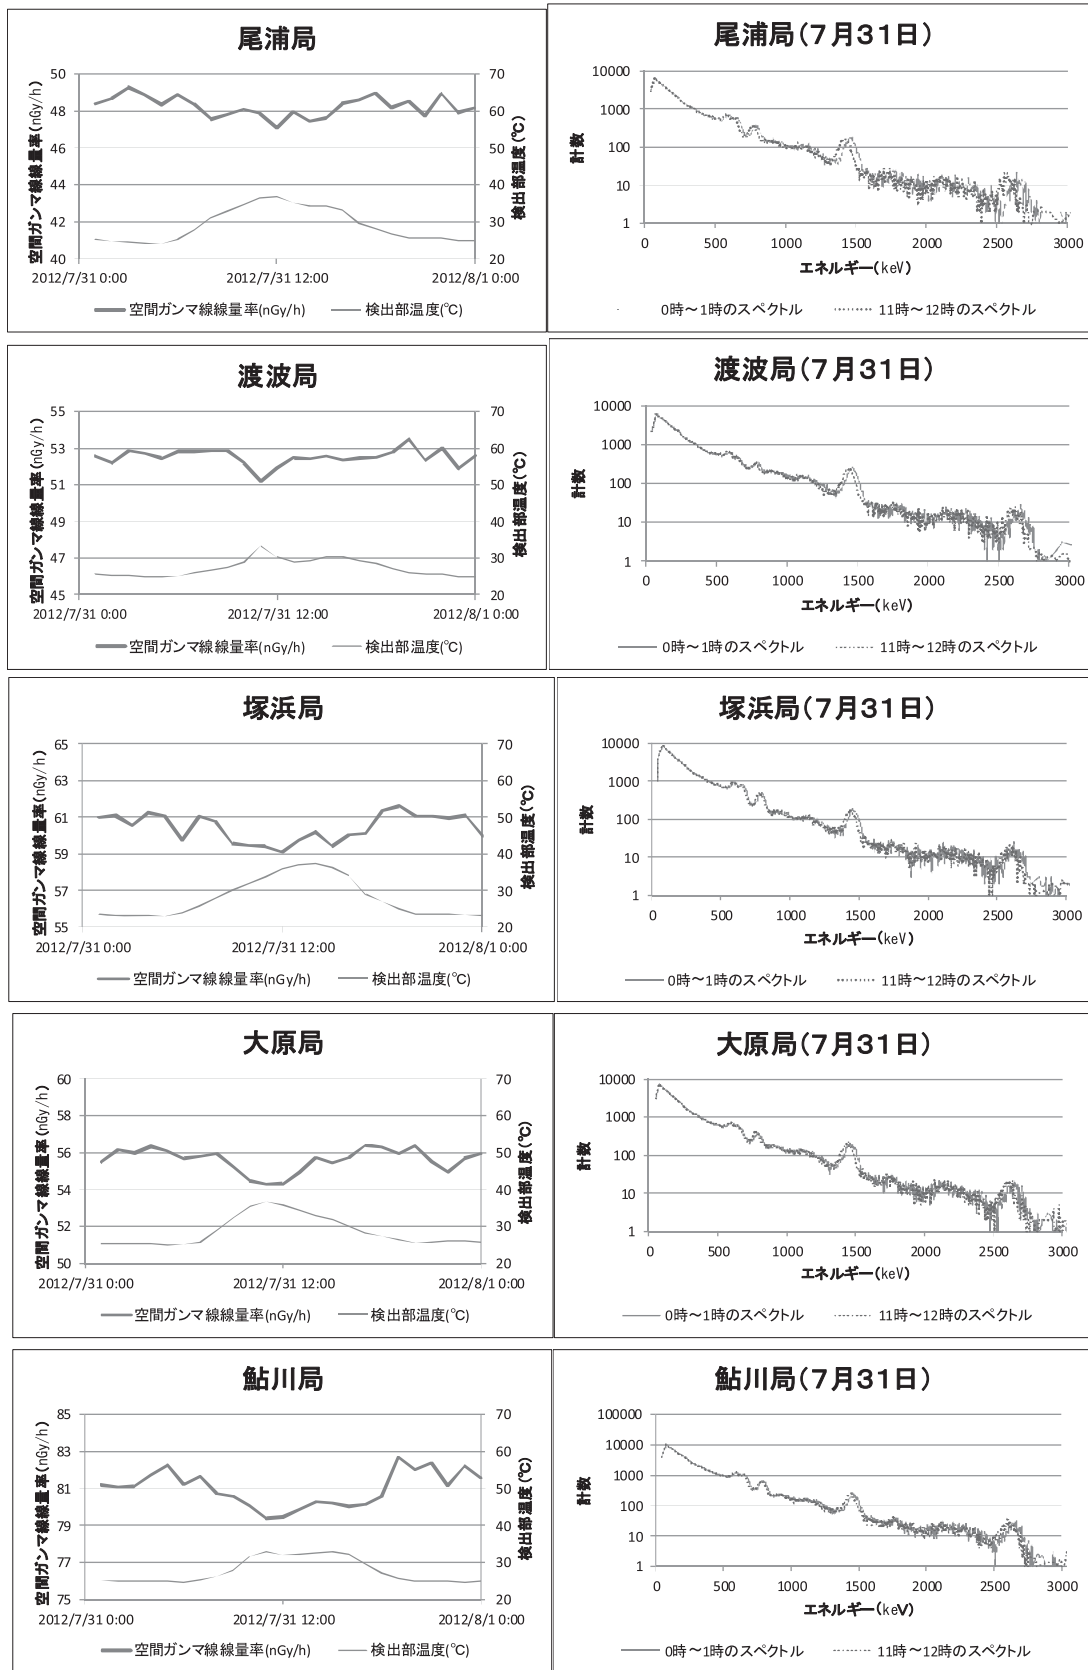 尾浦局
空間ガンマ線線量率(nGy/h)
50
48
46
44
42
40
70
60
50
40
30
20
検出部温度(℃)
2012/7/31 0:00 2012/7/31 12:00 2012/8/1 0:00
空間ガンマ線線量率(nGy/h) 検出部温度(℃)
尾浦局(7月31日)
計数
10000
1000
100
10
1
0 500 1000 1500 2000 2500 3000
エネルギー(keV)
0時～1時のスペクトル 11時～12時のスペクトル
渡波局
空間ガンマ線線量率(nGy/h)
55
53
51
49
47
45
70
60
50
40
30
20
検出部温度(℃)
2012/7/31 0:00 2012/7/31 12:00 2012/8/1 0:00
空間ガンマ線線量率(nGy/h) 検出部温度(℃)
渡波局(7月31日)
計数
10000
1000
100
10
1
0 500 1000 1500 2000 2500 3000
エネルギー(keV)
0時～1時のスペクトル 11時～12時のスペクトル
塚浜局
空間ガンマ線線量率(nGy/h)
65
63
61
59
57
55
70
60
50
40
30
20
検出部温度(℃)
2012/7/31 0:00 2012/7/31 12:00 2012/8/1 0:00
空間ガンマ線線量率(nGy/h) 検出部温度(℃)
塚浜局(7月31日)
計数
10000
1000
100
10
1
0 500 1000 1500 2000 2500 3000
エネルギー(keV)
0時～1時のスペクトル 11時～12時のスペクトル
大原局
空間ガンマ線線量率(nGy/h)
60
58
56
54
52
50
70
60
50
40
30
20
検出部温度(℃)
2012/7/31 0:00 2012/7/31 12:00 2012/8/1 0:00
空間ガンマ線線量率(nGy/h) 検出部温度(℃)
大原局(7月31日)
計数
10000
1000
100
10
1
0 500 1000 1500 2000 2500 3000
エネルギー(keV)
0時～1時のスペクトル 11時～12時のスペクトル
鮎川局
空間ガンマ線線量率(nGy/h)
85
83
81
79
77
75
70
60
50
40
30
20
検出部温度(℃)
2012/7/31 0:00 2012/7/31 12:00 2012/8/1 0:00
空間ガンマ線線量率(nGy/h) 検出部温度(℃)
鮎川局(7月31日)
計数
100000
10000
1000
100
10
1
0 500 1000 1500 2000 2500 3000
エネルギー(keV)
0時～1時のスペクトル 11時～12時のスペクトル